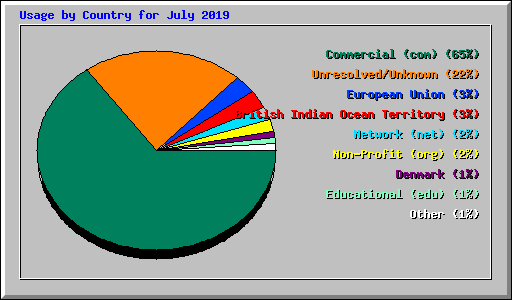 Usage by Country for July 2019
Commercial (com) (65%)
Unresolved/Unknown (22%)
European Union (3%)
British Indian Ocean Territory (3%)
Network (net) (2%)
Non-Profit (org) (2%)
Denmark (1%)
Educational (edu) (1%)
Other (1%)